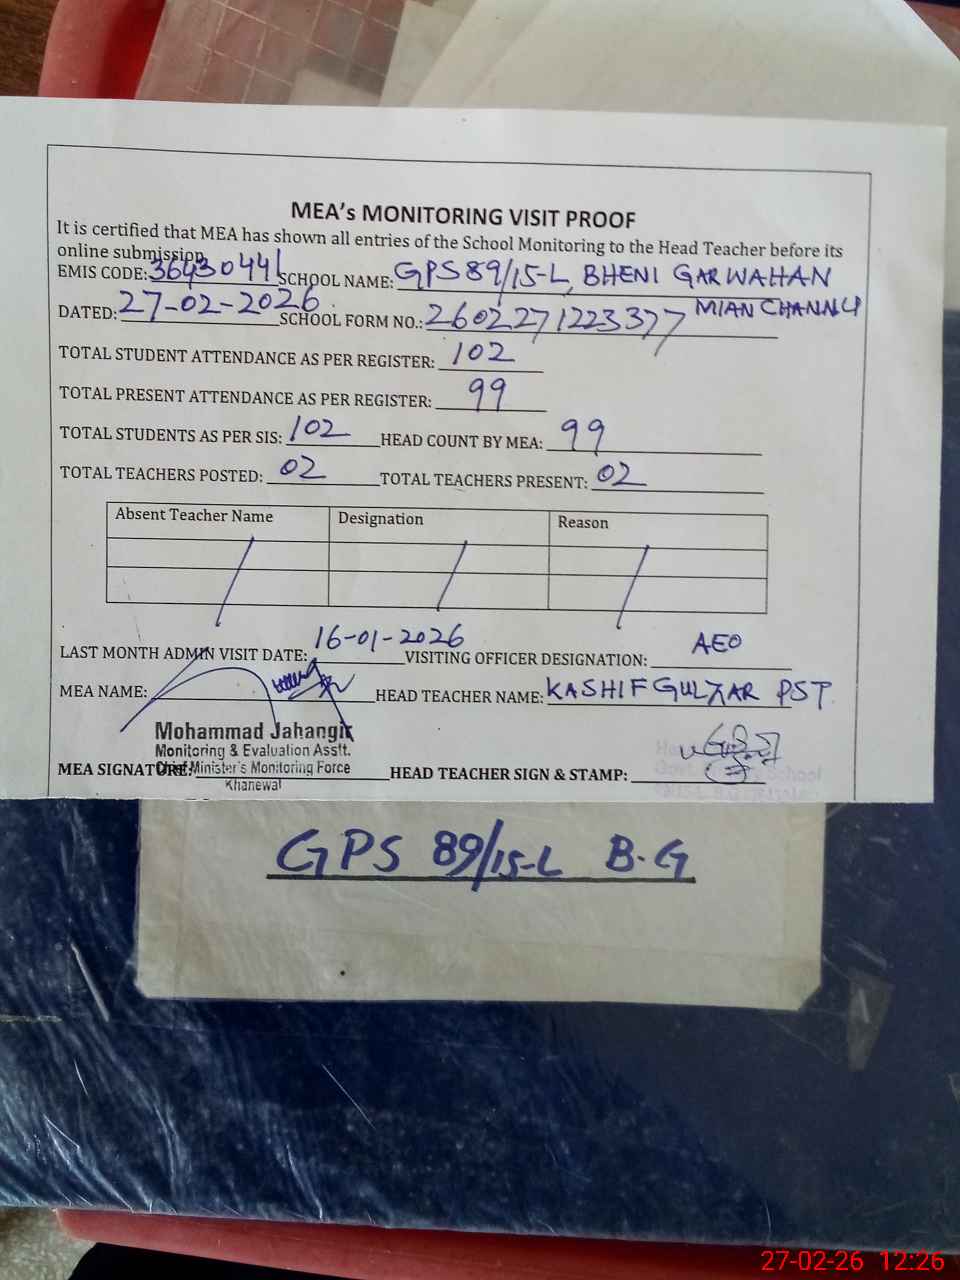 MEA's MONITORING VISIT PROOF
It is certified that MEA has shown all entries of the School Monitoring to the Head Teacher before its
online submission
EMIS CODE: 36430441 SCHOOL NAME: GPS 89/15-L, BHENI GARWAHAN
MIAN CHANNU
DATED: 27-02-2026 SCHOOL FORM NO.: 2602271223377
TOTAL STUDENT ATTENDANCE AS PER REGISTER: 102
TOTAL PRESENT ATTENDANCE AS PER REGISTER: 99
TOTAL STUDENTS AS PER SIS: 102 HEAD COUNT BY MEA: 99
TOTAL TEACHERS POSTED: 02 TOTAL TEACHERS PRESENT: 02
Absent Teacher Name Designation Reason
LAST MONTH ADMIN VISIT DATE: 16-01-2026 VISITING OFFICER DESIGNATION: AEO
MEA NAME: HEAD TEACHER NAME: KASHIF GULZAR PST
Mohammad Jahangir
Monitoring & Evaluation Asstt.
MEA SIGNATURE: Chief Minister's Monitoring Force HEAD TEACHER SIGN & STAMP:
Khanewal
GPS 89/15-L B.G
27-02-26 12:26